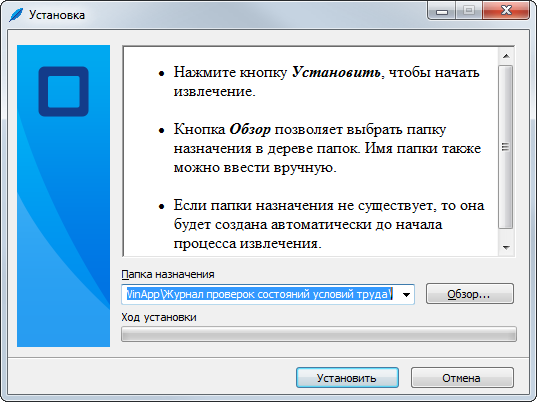 Установка
• Нажмите кнопку Установить, чтобы начать
извлечение.
• Кнопка Обзор позволяет выбрать папку
назначения в дереве папок. Имя папки также
можно ввести вручную.
• Если папки назначения не существует, то она
будет создана автоматически до начала
процесса извлечения.
Папка назначения
WinApp\Журнал проверок состояний условий труда\
Обзор...
Ход установки
Установить
Отмена